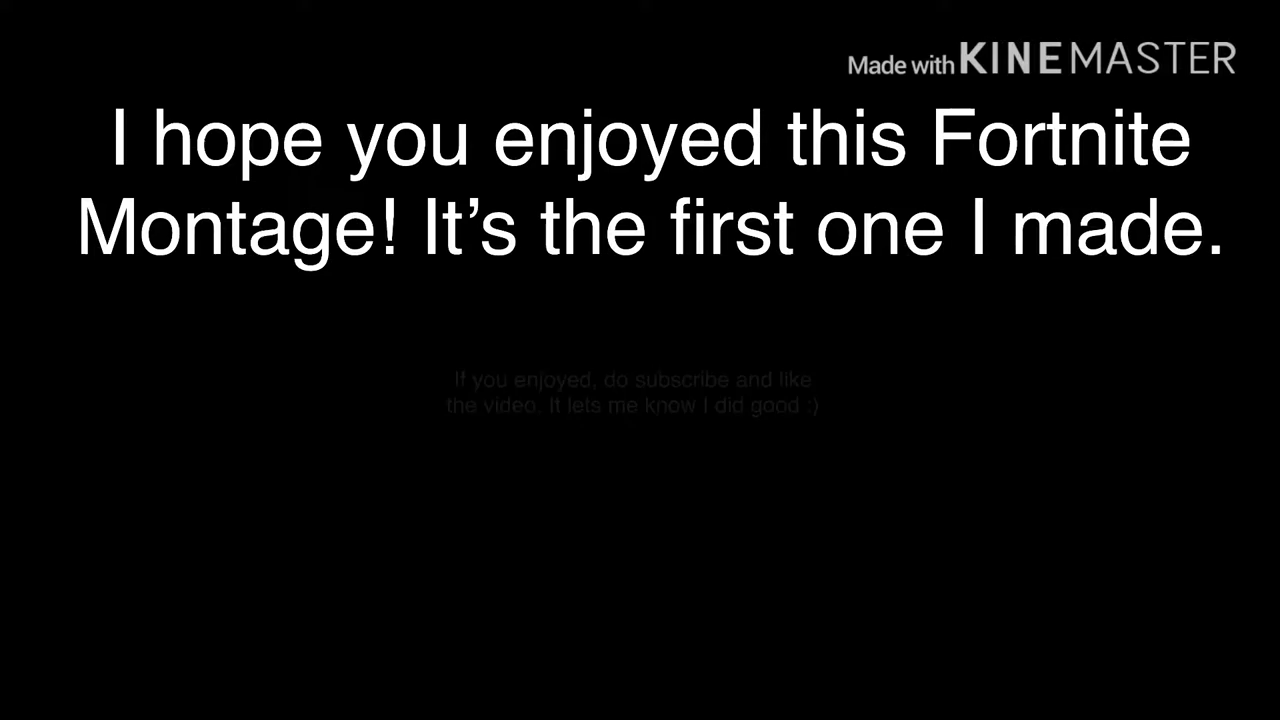 Made with KINEMASTER
I hope you enjoyed this Fortnite
Montage! It’s the first one I made.
If you enjoyed, do subscribe and like
the video. It lets me know I did good :)